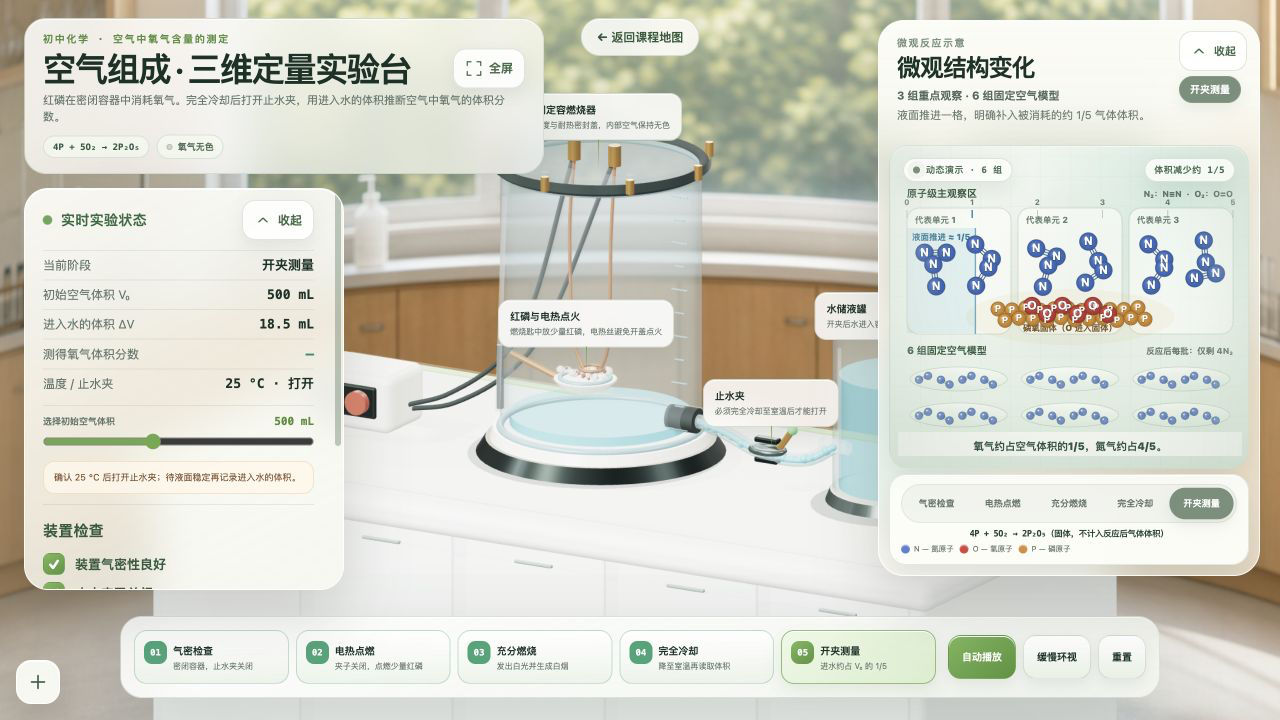 初中化学 · 空气中氧气含量的测定
空气组成·三维定量实验台
全屏
红磷在密闭容器中消耗氧气。完全冷却后打开止水夹，用进入水的体积推断空气中氧气的体积分
数。
4P + 5O₂ → 2P₂O₅
氧气无色
← 返回课程地图
定容燃烧器
度与耐热密封盖，内部空气保持无色
实时实验状态
收起
当前阶段 开夹测量
初始空气体积 V₀ 500 mL
进入水的体积 ΔV 18.5 mL
测得氧气体积分数 —
温度 / 止水夹 25 °C · 打开
选择初始空气体积 500 mL
确认 25 °C 后打开止水夹；待液面稳定再记录进入水的体积。
装置检查
装置气密性良好
红磷与电热点火
燃烧匙中放少量红磷，电热丝避免开盖点火
水储液罐
开夹后水进入容
止水夹
必须完全冷却至室温后才能打开
微观反应示意
微观结构变化
收起
开夹测量
3 组重点观察 · 6 组固定空气模型
液面推进一格，明确补入被消耗的约 1/5 气体体积。
动态演示 · 6 组
体积减少约 1/5
原子级主观察区
N₂: N≡N · O₂: O=O
0 1 2 3 4 5
代表单元 1
代表单元 2
代表单元 3
液面推进 ≈ 1/5
6 组固定空气模型
反应后每批：仅剩 4N₂
氧气约占空气体积的1/5，氮气约占4/5。
气密检查
电热点燃
充分燃烧
完全冷却
开夹测量
4P + 5O₂ → 2P₂O₅（固体，不计入反应后气体体积）
N — 氮原子
O — 氧原子
P — 磷原子
01 气密检查
密闭容器，止水夹关闭
02 电热点燃
夹子关闭，点燃少量红磷
03 充分燃烧
发出白光并生成白烟
04 完全冷却
降至室温再读取体积
05 开夹测量
进水约占 V₀ 的 1/5
自动播放
缓慢环视
重置